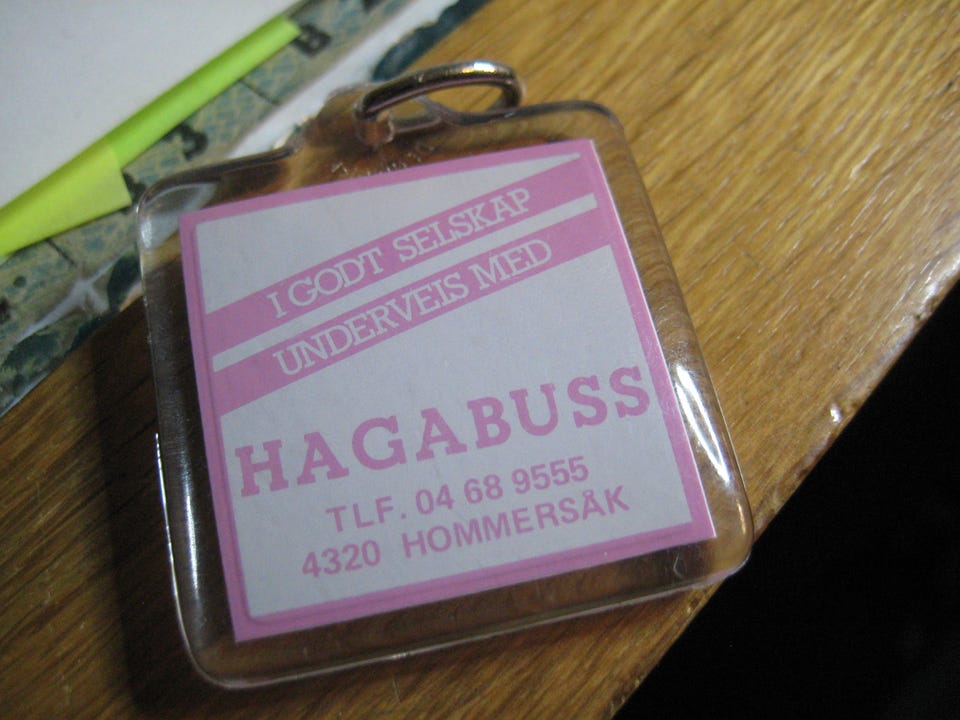 I GODT SELSKAP
UNDERVEIS MED
HAGABUSS
TLF. 04 68 9555
4320 HOMMERSÅK